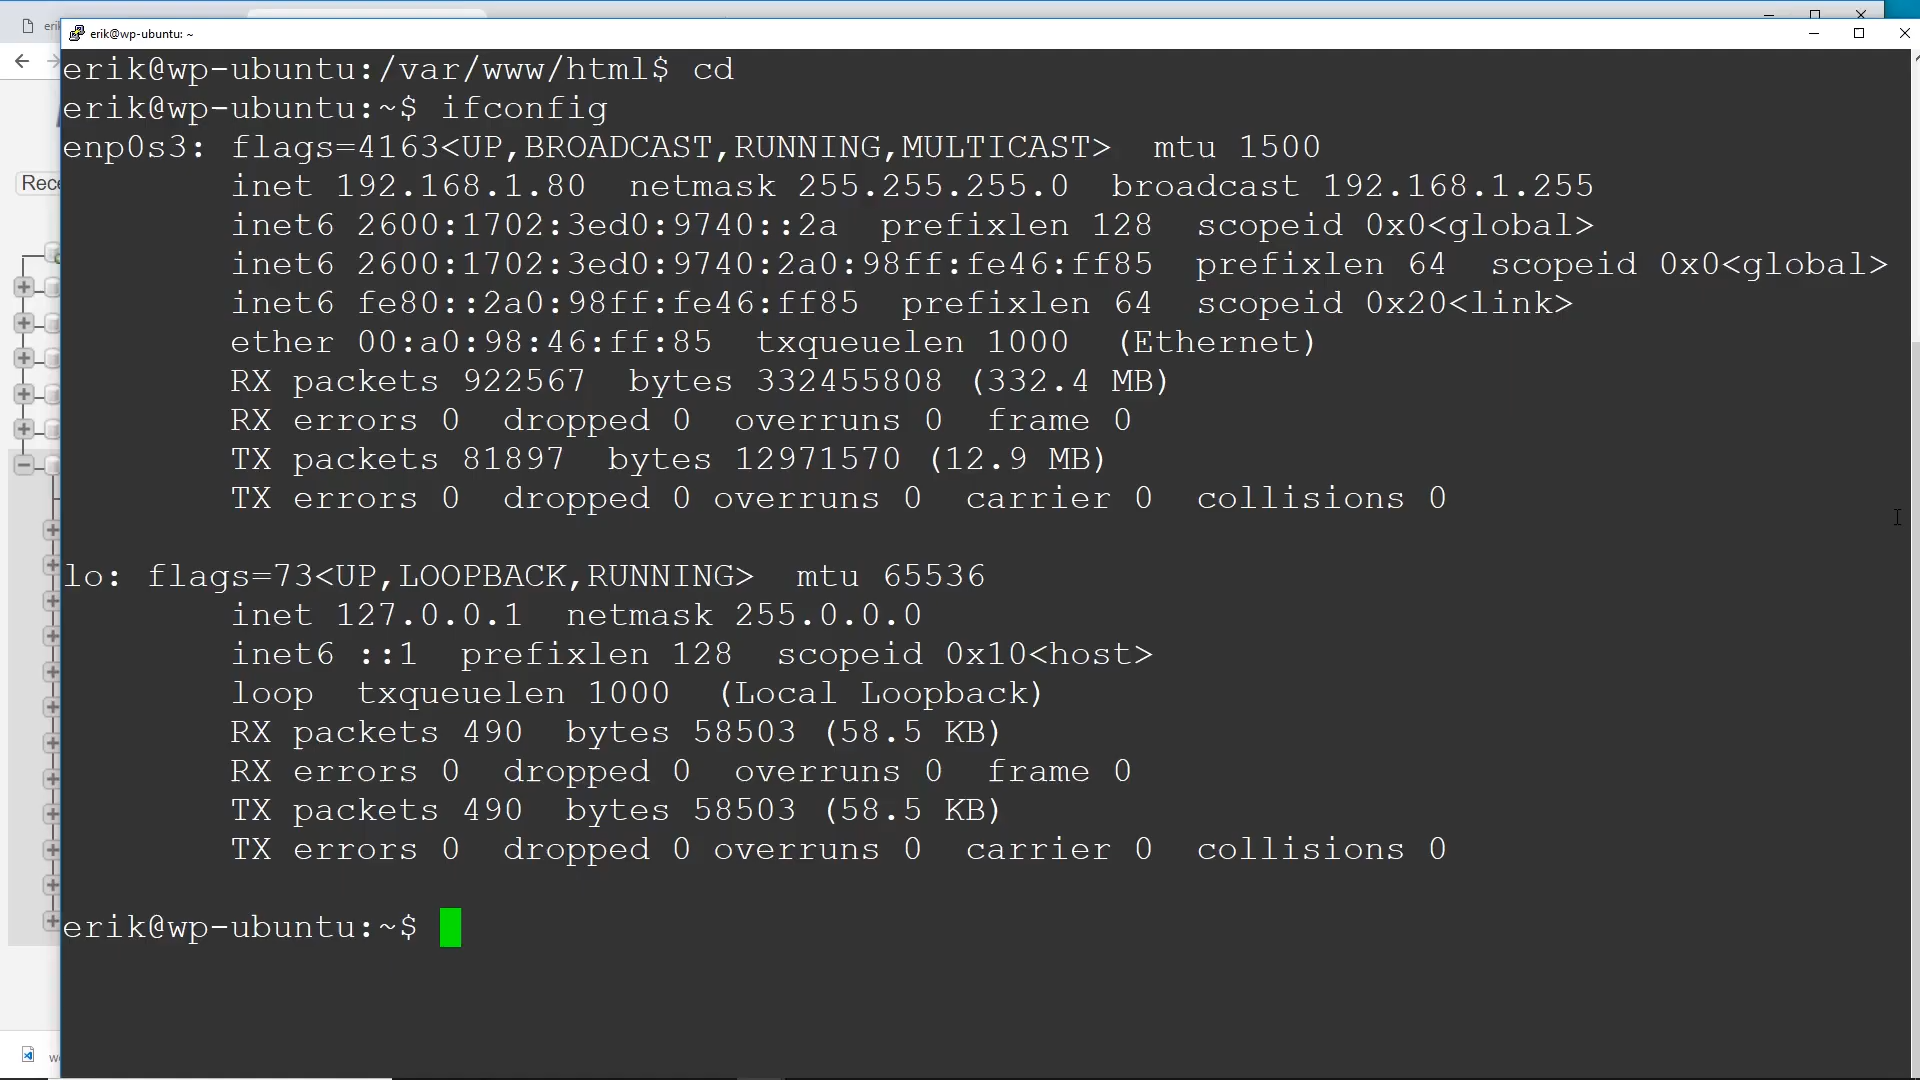 eri
erik@wp-ubuntu: ~
Rece
erik@wp-ubuntu:/var/www/html$ cd
erik@wp-ubuntu:~$ ifconfig
enp0s3: flags=4163<UP,BROADCAST,RUNNING,MULTICAST>  mtu 1500
        inet 192.168.1.80  netmask 255.255.255.0  broadcast 192.168.1.255
        inet6 2600:1702:3ed0:9740::2a  prefixlen 128  scopeid 0x0<global>
        inet6 2600:1702:3ed0:9740:2a0:98ff:fe46:ff85  prefixlen 64  scopeid 0x0<global>
        inet6 fe80::2a0:98ff:fe46:ff85  prefixlen 64  scopeid 0x20<link>
        ether 00:a0:98:46:ff:85  txqueuelen 1000  (Ethernet)
        RX packets 922567  bytes 332455808 (332.4 MB)
        RX errors 0  dropped 0  overruns 0  frame 0
        TX packets 81897  bytes 12971570 (12.9 MB)
        TX errors 0  dropped 0 overruns 0  carrier 0  collisions 0
lo: flags=73<UP,LOOPBACK,RUNNING>  mtu 65536
        inet 127.0.0.1  netmask 255.0.0.0
        inet6 ::1  prefixlen 128  scopeid 0x10<host>
        loop  txqueuelen 1000  (Local Loopback)
        RX packets 490  bytes 58503 (58.5 KB)
        RX errors 0  dropped 0  overruns 0  frame 0
        TX packets 490  bytes 58503 (58.5 KB)
        TX errors 0  dropped 0 overruns 0  carrier 0  collisions 0
erik@wp-ubuntu:~$